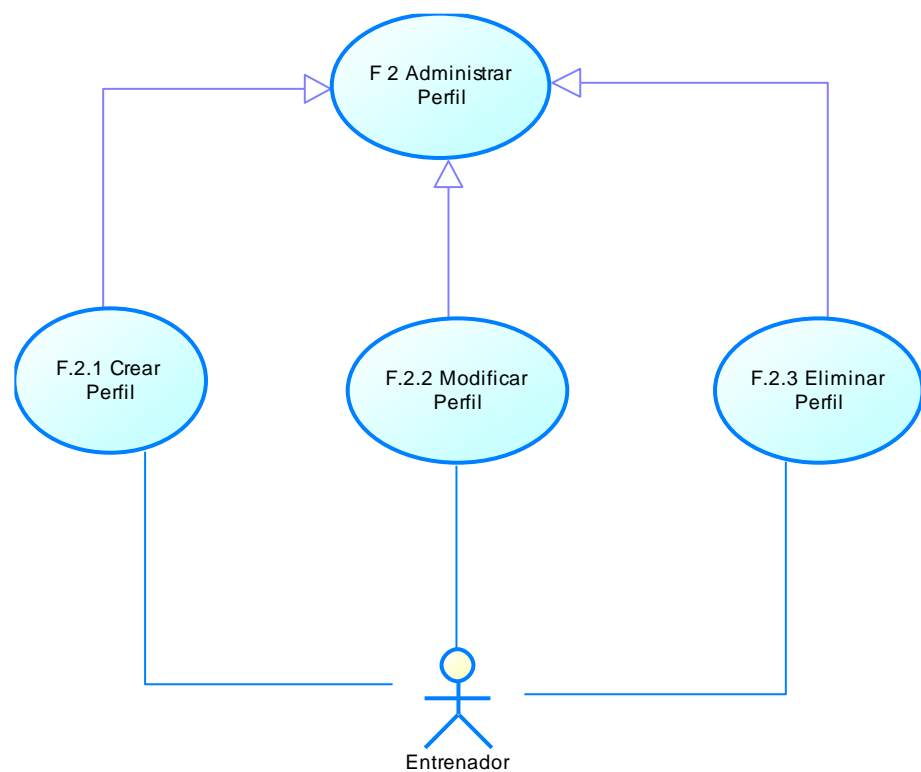 F 2 Administrar
Perfil
F.2.1 Crear
Perfil
F.2.2 Modificar
Perfil
F.2.3 Eliminar
Perfil
Entrenador